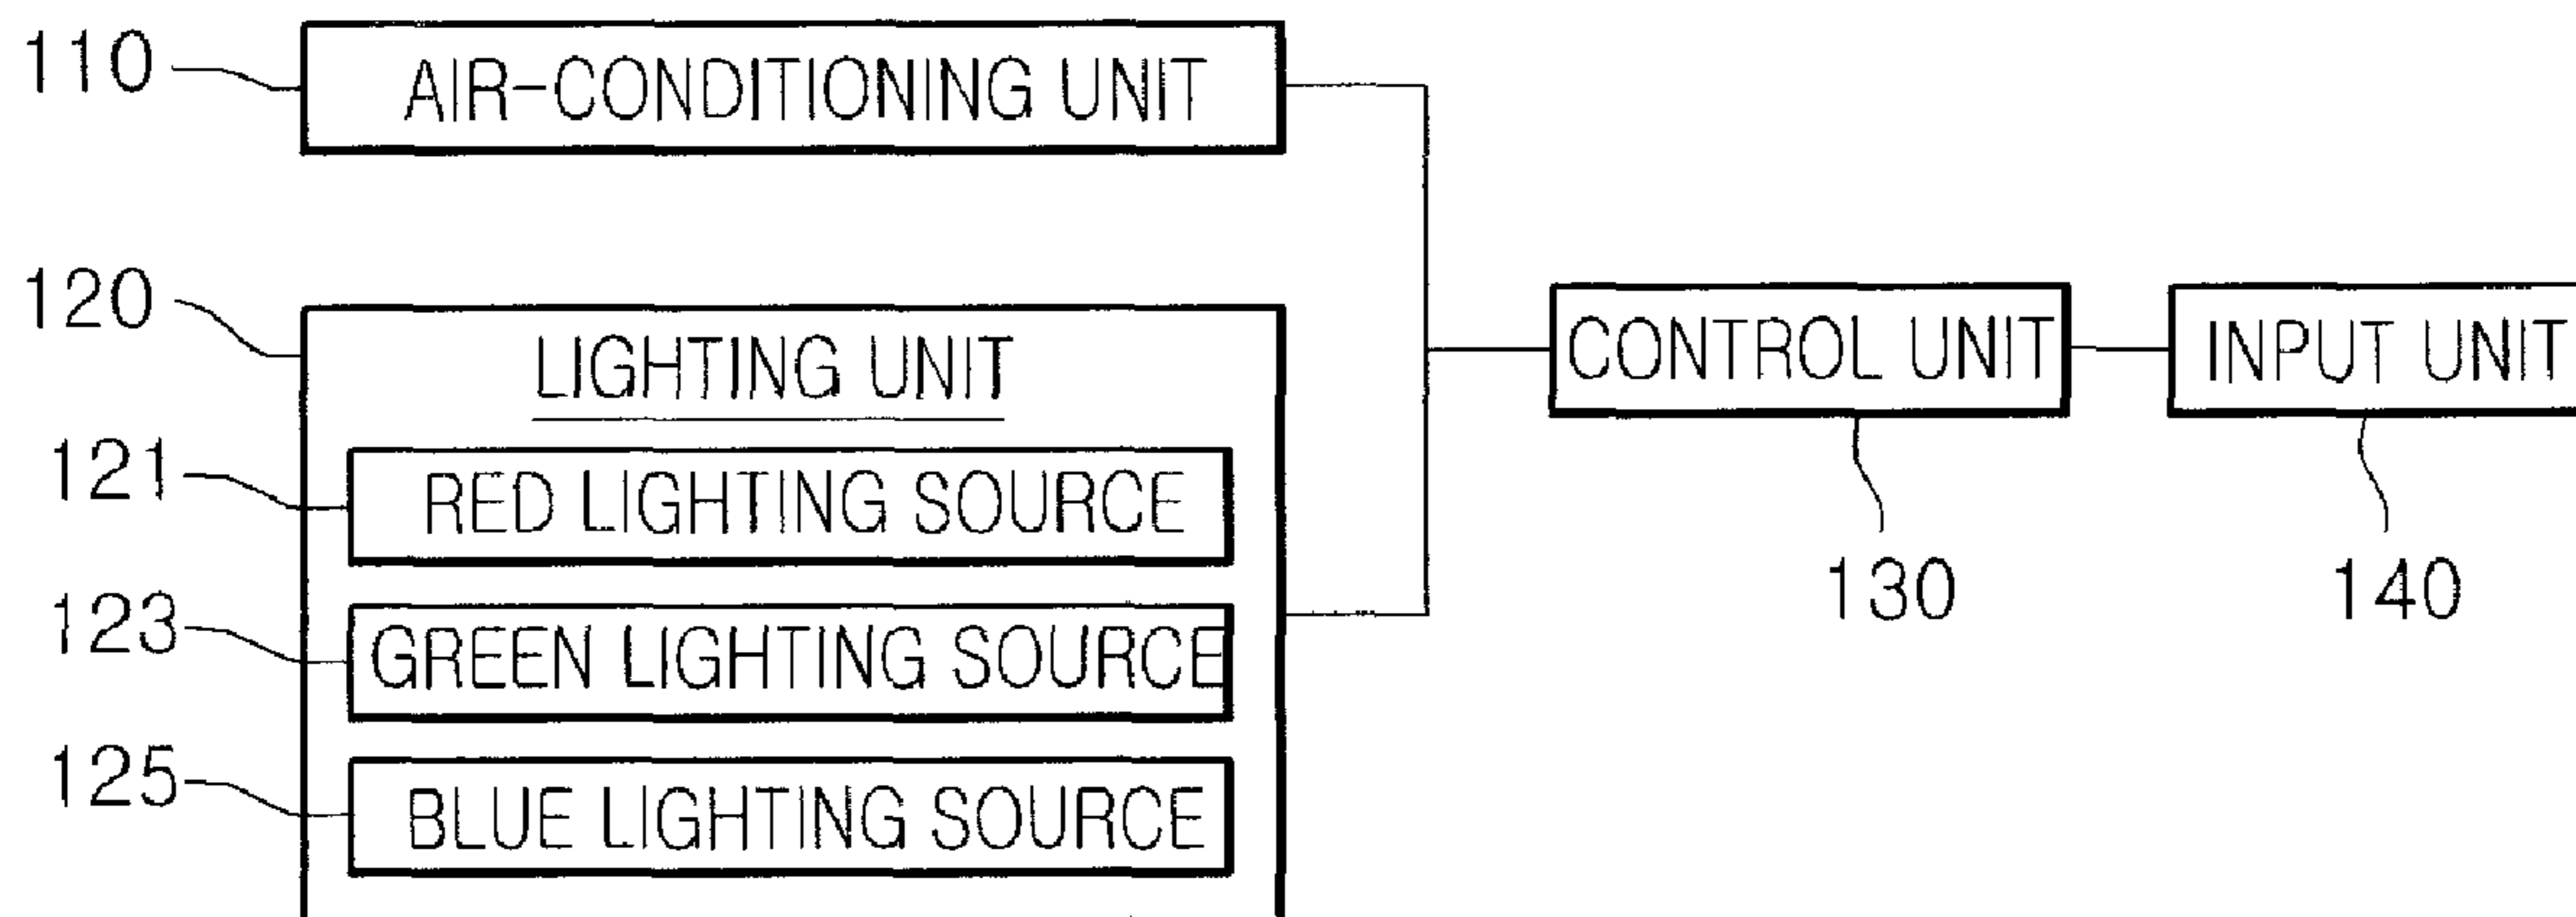 110
AIR-CONDITIONING UNIT
120
LIGHTING UNIT
CONTROL UNIT
INPUT UNIT
121
RED LIGHTING SOURCE
130
140
123
GREEN LIGHTING SOURCE
125
BLUE LIGHTING SOURCE